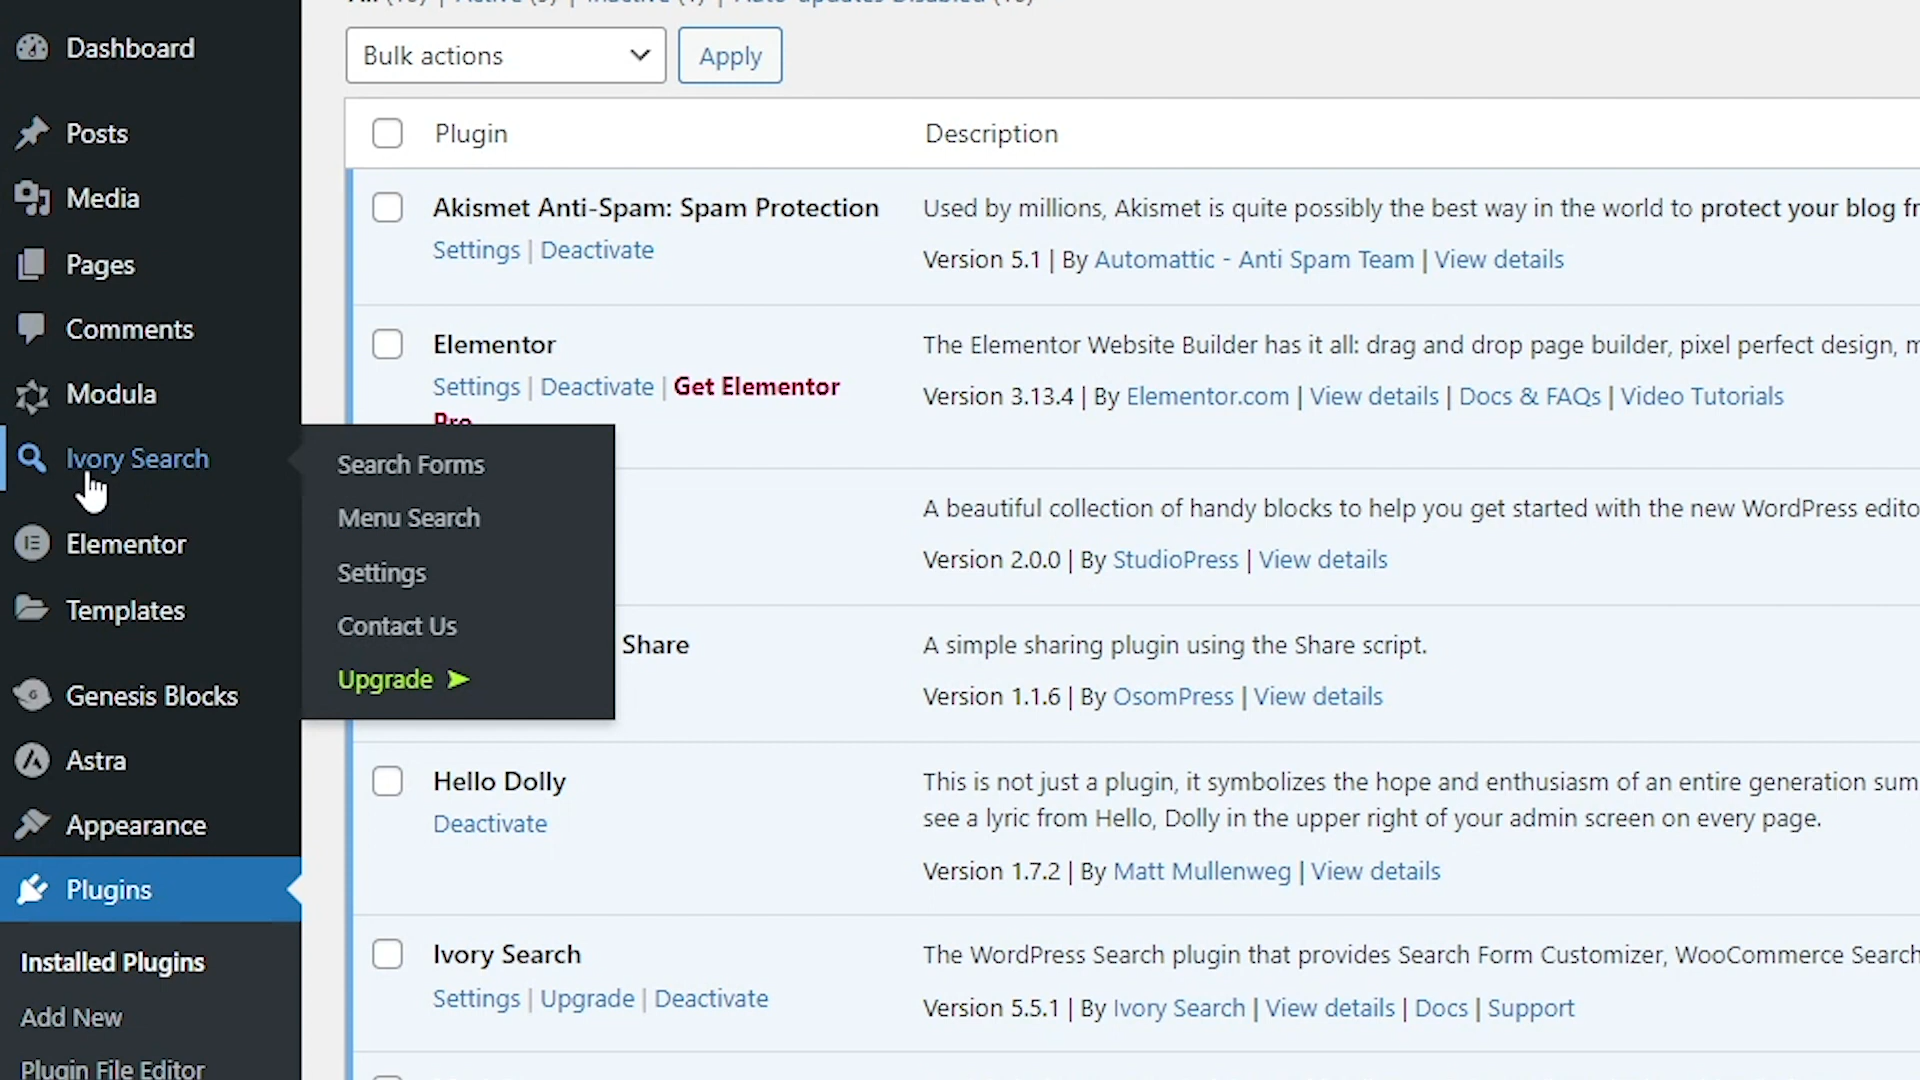 Dashboard
Posts
Media
Pages
Comments
Modula
Ivory Search
Search Forms
Menu Search
Settings
Contact Us
Upgrade ➤
Elementor
Templates
Genesis Blocks
Astra
Appearance
Plugins
Installed Plugins
Add New
Plugin File Editor
Bulk actions
Apply
Plugin Description
Akismet Anti-Spam: Spam Protection
Settings | Deactivate
Used by millions, Akismet is quite possibly the best way in the world to protect your blog fr
Version 5.1 | By Automattic - Anti Spam Team | View details
Elementor
Settings | Deactivate | Get Elementor
Pro
The Elementor Website Builder has it all: drag and drop page builder, pixel perfect design, m
Version 3.13.4 | By Elementor.com | View details | Docs & FAQs | Video Tutorials
A beautiful collection of handy blocks to help you get started with the new WordPress edito
Version 2.0.0 | By StudioPress | View details
Share
A simple sharing plugin using the Share script.
Version 1.1.6 | By OsomPress | View details
Hello Dolly
Deactivate
This is not just a plugin, it symbolizes the hope and enthusiasm of an entire generation sum
see a lyric from Hello, Dolly in the upper right of your admin screen on every page.
Version 1.7.2 | By Matt Mullenweg | View details
Ivory Search
Settings | Upgrade | Deactivate
The WordPress Search plugin that provides Search Form Customizer, WooCommerce Search
Version 5.5.1 | By Ivory Search | View details | Docs | Support